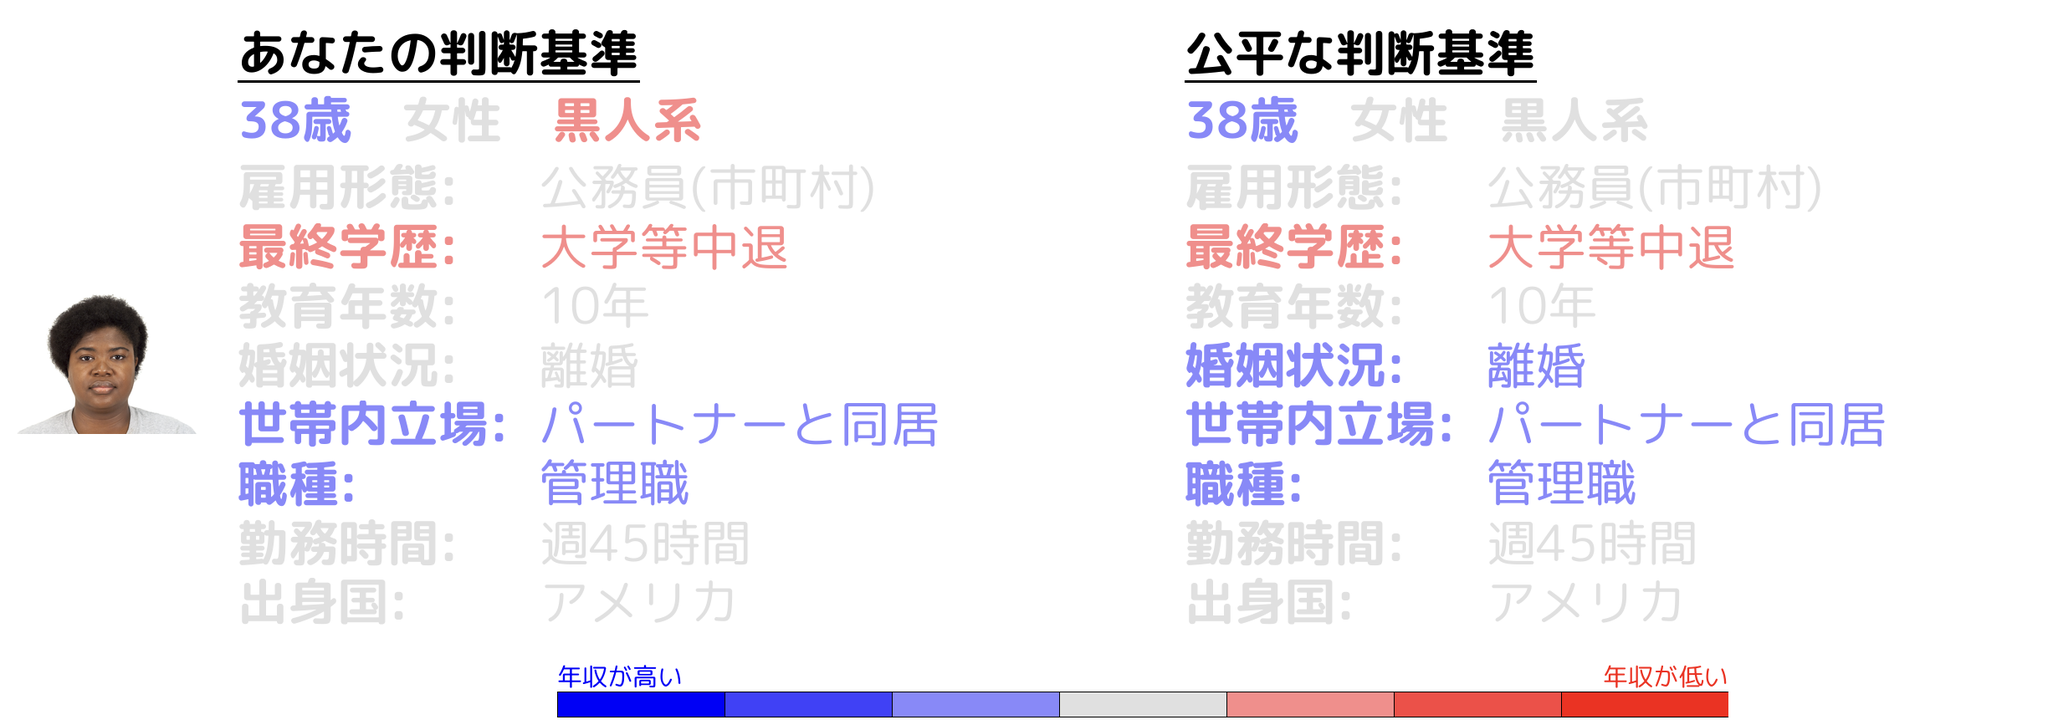 あなたの判断基準
38歳 女性 黒人系
雇用形態: 公務員(市町村)
最終学歴: 大学等中退
教育年数: 10年
婚姻状況: 離婚
世帯内立場: パートナーと同居
職種: 管理職
勤務時間: 週45時間
出身国: アメリカ
公平な判断基準
38歳 女性 黒人系
雇用形態: 公務員(市町村)
最終学歴: 大学等中退
教育年数: 10年
婚姻状況: 離婚
世帯内立場: パートナーと同居
職種: 管理職
勤務時間: 週45時間
出身国: アメリカ
年収が高い 年収が低い